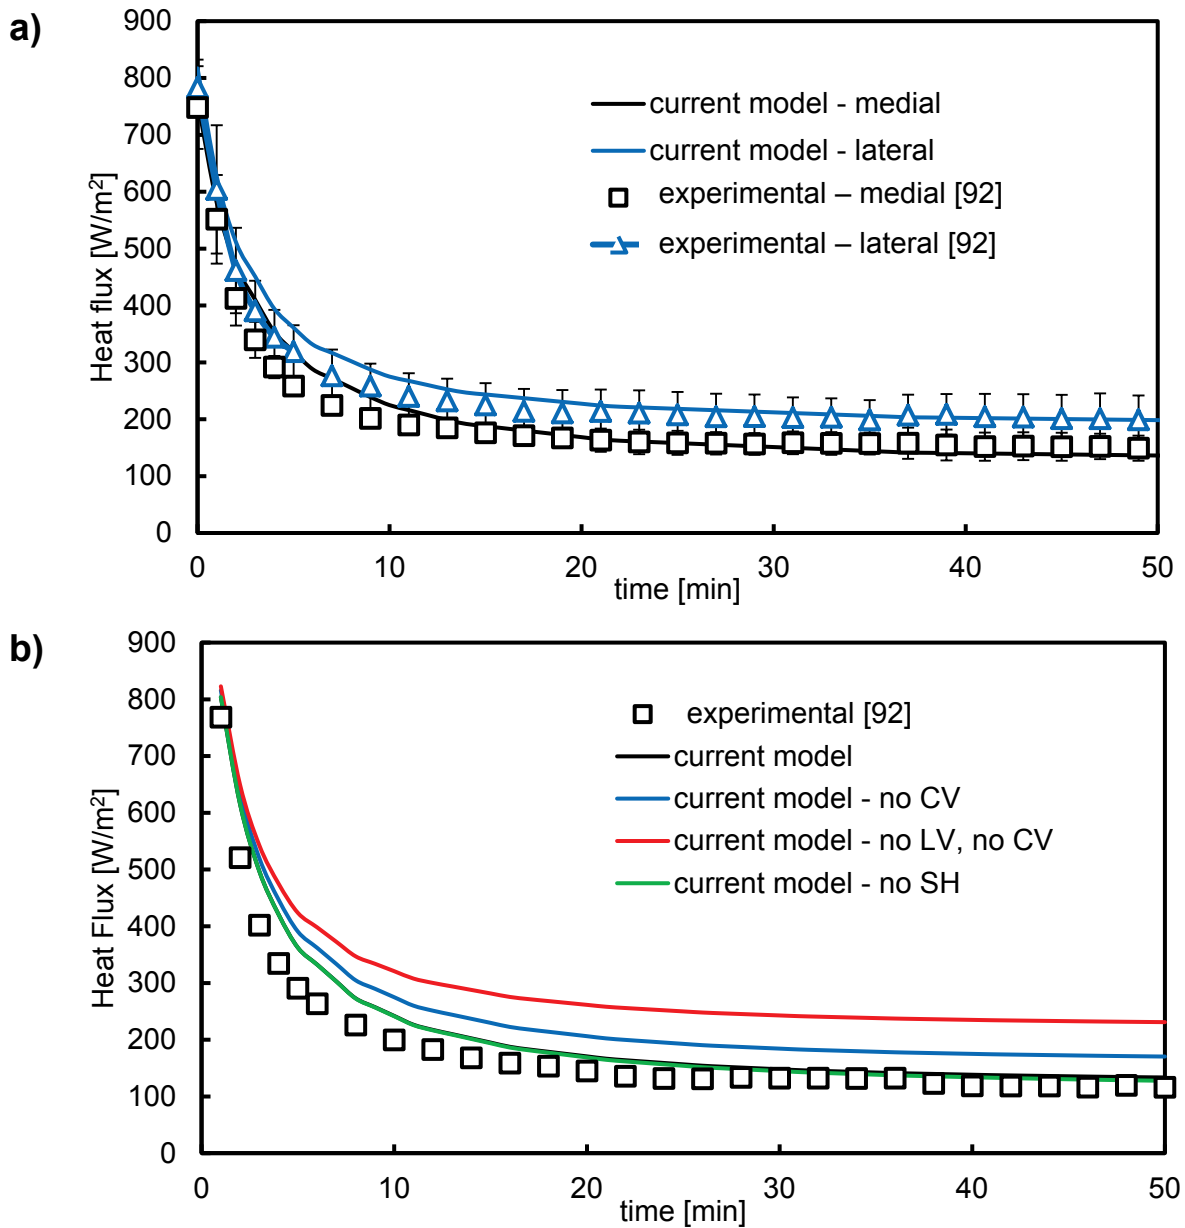 a)
900
800
700
600
500
400
300
200
100
0
Heat flux [W/m²]
current model - medial
current model - lateral
experimental – medial [92]
experimental – lateral [92]
0 10 20 30 40 50
time [min]
b)
900
800
700
600
500
400
300
200
100
0
Heat Flux [W/m²]
experimental [92]
current model
current model - no CV
current model - no LV, no CV
current model - no SH
0 10 20 30 40 50
time [min]